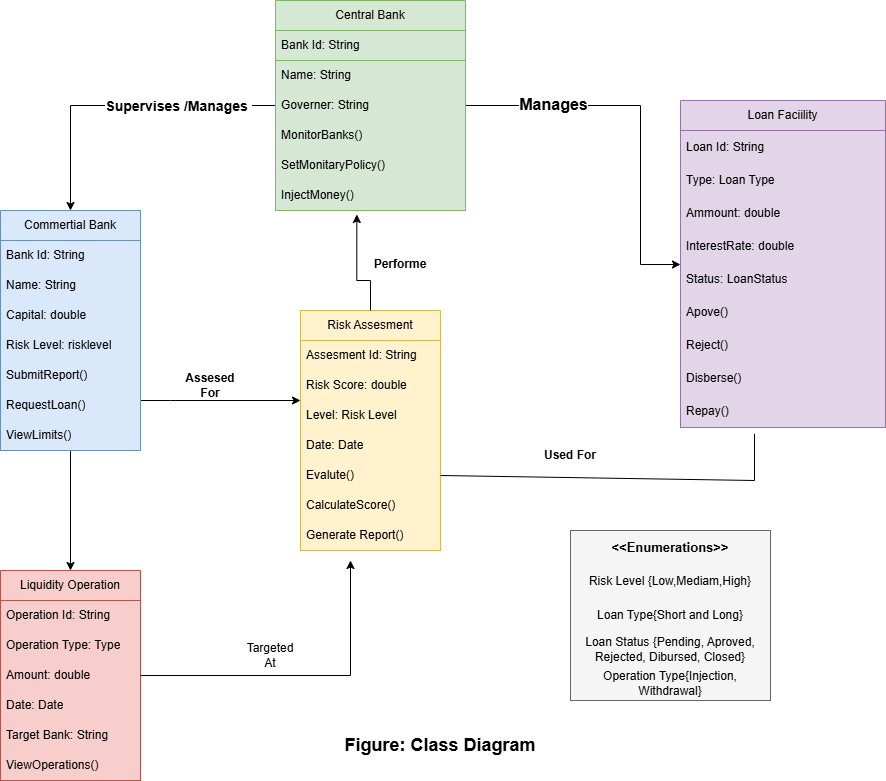 Central Bank
Bank Id: String
Name: String
Governer: String
MonitorBanks()
SetMonitaryPolicy()
InjectMoney()
Supervises /Manages
Manages
Loan Faciility
Loan Id: String
Type: Loan Type
Ammount: double
InterestRate: double
Status: LoanStatus
Apove()
Reject()
Disberse()
Repay()
Commertial Bank
Bank Id: String
Name: String
Capital: double
Risk Level: risklevel
SubmitReport()
RequestLoan()
ViewLimits()
Performe
Assesed
For
Risk Assesment
Assesment Id: String
Risk Score: double
Level: Risk Level
Date: Date
Evalute()
CalculateScore()
Generate Report()
Used For
Liquidity Operation
Operation Id: String
Operation Type: Type
Amount: double
Date: Date
Target Bank: String
ViewOperations()
Targeted
At
<<Enumerations>>
Risk Level {Low,Mediam,High}
Loan Type{Short and Long}
Loan Status {Pending, Aproved,
Rejected, Dibursed, Closed}
Operation Type{Injection,
Withdrawal}
Figure: Class Diagram